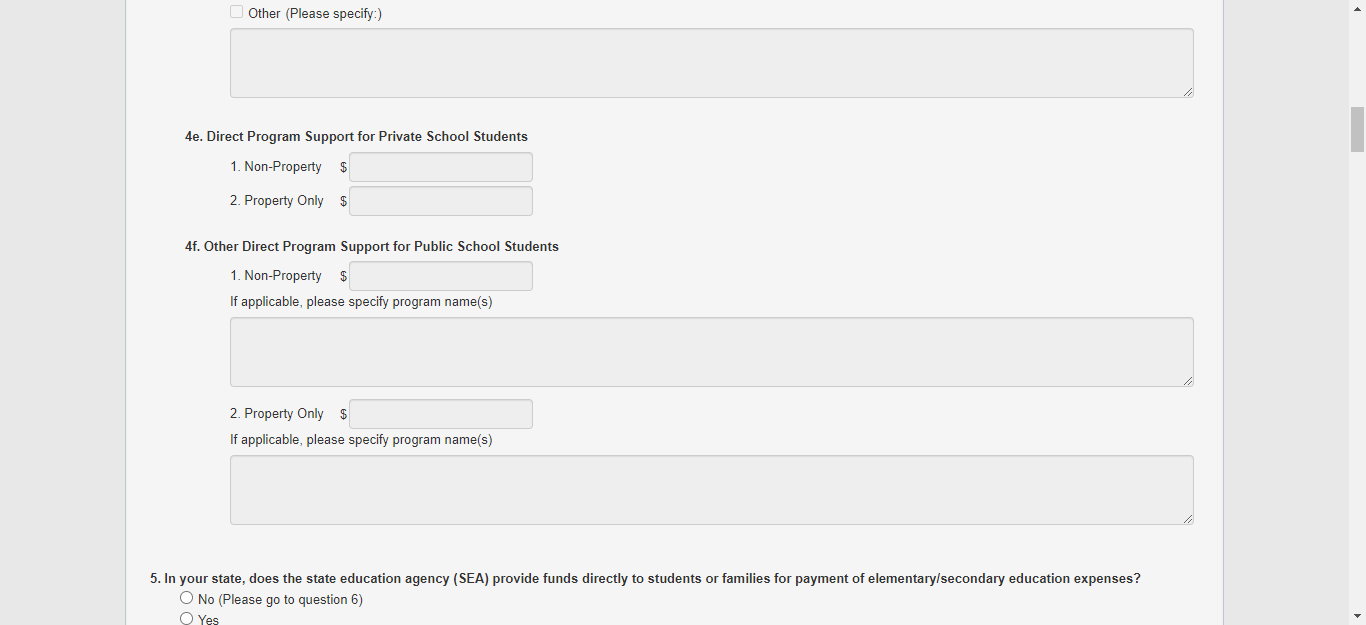 Other (Please specify:)
4e. Direct Program Support for Private School Students
1. Non-Property $
2. Property Only $
4f. Other Direct Program Support for Public School Students
1. Non-Property $
If applicable, please specify program name(s)
2. Property Only $
If applicable, please specify program name(s)
5. In your state, does the state education agency (SEA) provide funds directly to students or families for payment of elementary/secondary education expenses?
No (Please go to question 6)
Yes